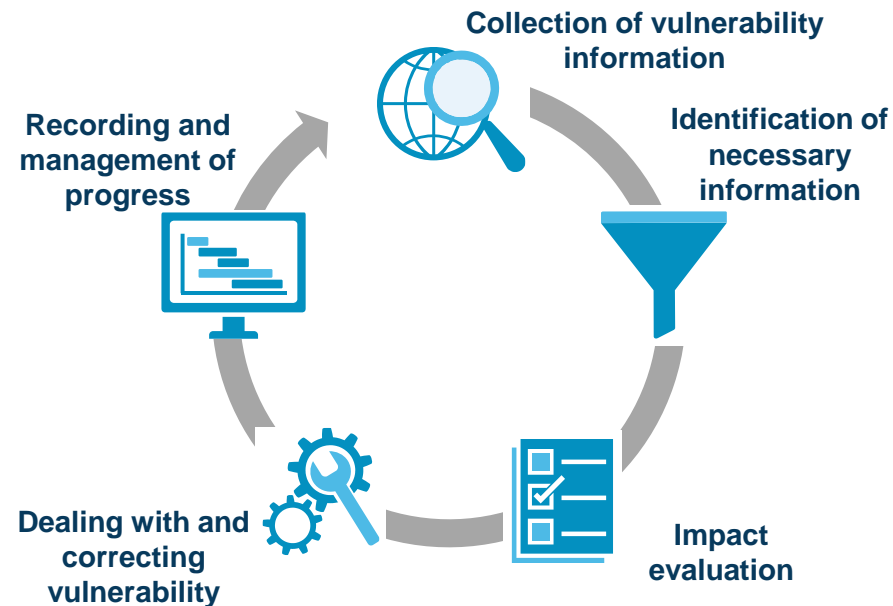 Collection of vulnerability
information
Identification of
necessary
information
Impact
evaluation
Dealing with and
correcting
vulnerability
Recording and
management of
progress